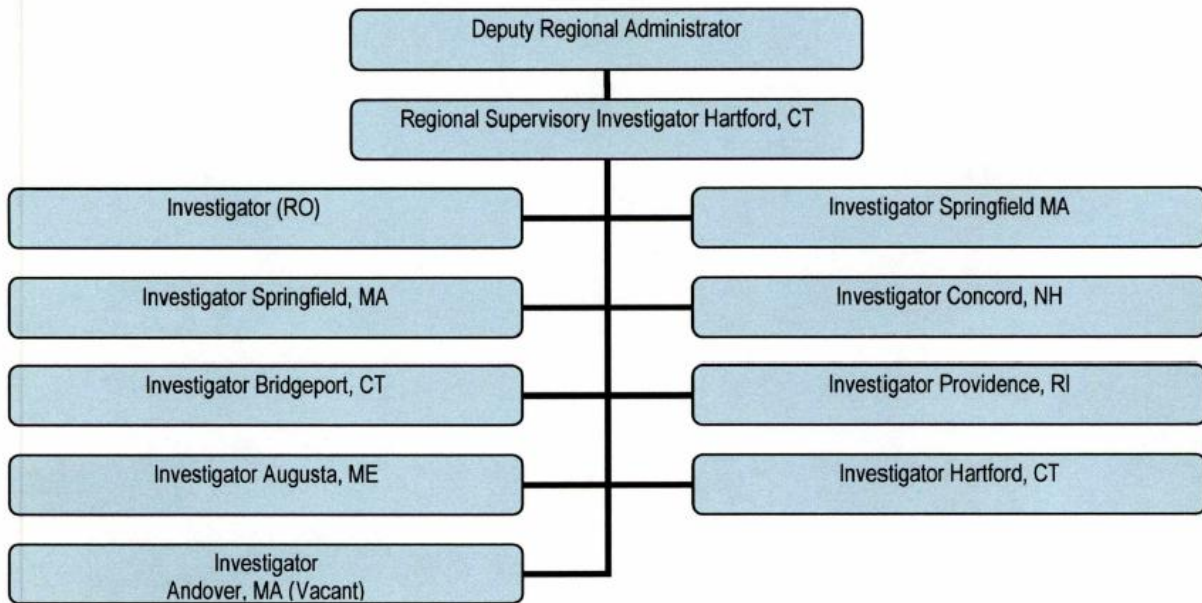 Deputy Regional Administrator
Regional Supervisory Investigator Hartford, CT
Investigator (RO)
Investigator Springfield MA
Investigator Springfield, MA
Investigator Concord, NH
Investigator Bridgeport, CT
Investigator Providence, RI
Investigator Augusta, ME
Investigator Hartford, CT
Investigator
Andover, MA (Vacant)